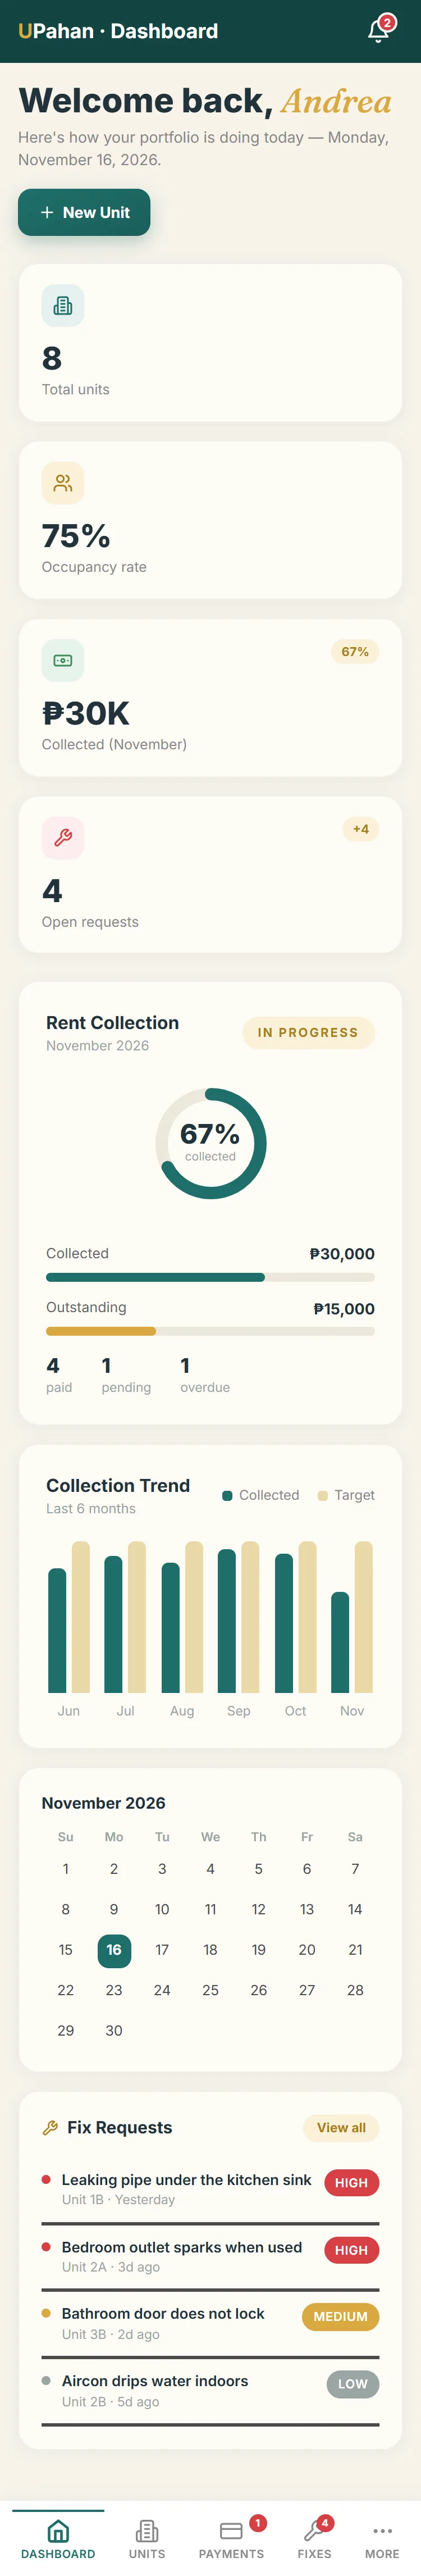 UPahan · Dashboard
2
Welcome back, Andrea
Here's how your portfolio is doing today — Monday,
November 16, 2026.
+ New Unit
8
Total units
75%
Occupancy rate
67%
₱30K
Collected (November)
+4
4
Open requests
Rent Collection
November 2026
IN PROGRESS
67%
collected
Collected ₱30,000
Outstanding ₱15,000
4 1 1
paid pending overdue
Collection Trend
Last 6 months
Collected Target
Jun Jul Aug Sep Oct Nov
November 2026
Su Mo Tu We Th Fr Sa
1 2 3 4 5 6 7
8 9 10 11 12 13 14
15 16 17 18 19 20 21
22 23 24 25 26 27 28
29 30
Fix Requests View all
Leaking pipe under the kitchen sink HIGH
Unit 1B · Yesterday
Bedroom outlet sparks when used HIGH
Unit 2A · 3d ago
Bathroom door does not lock MEDIUM
Unit 3B · 2d ago
Aircon drips water indoors LOW
Unit 2B · 5d ago
1 4
DASHBOARD UNITS PAYMENTS FIXES MORE